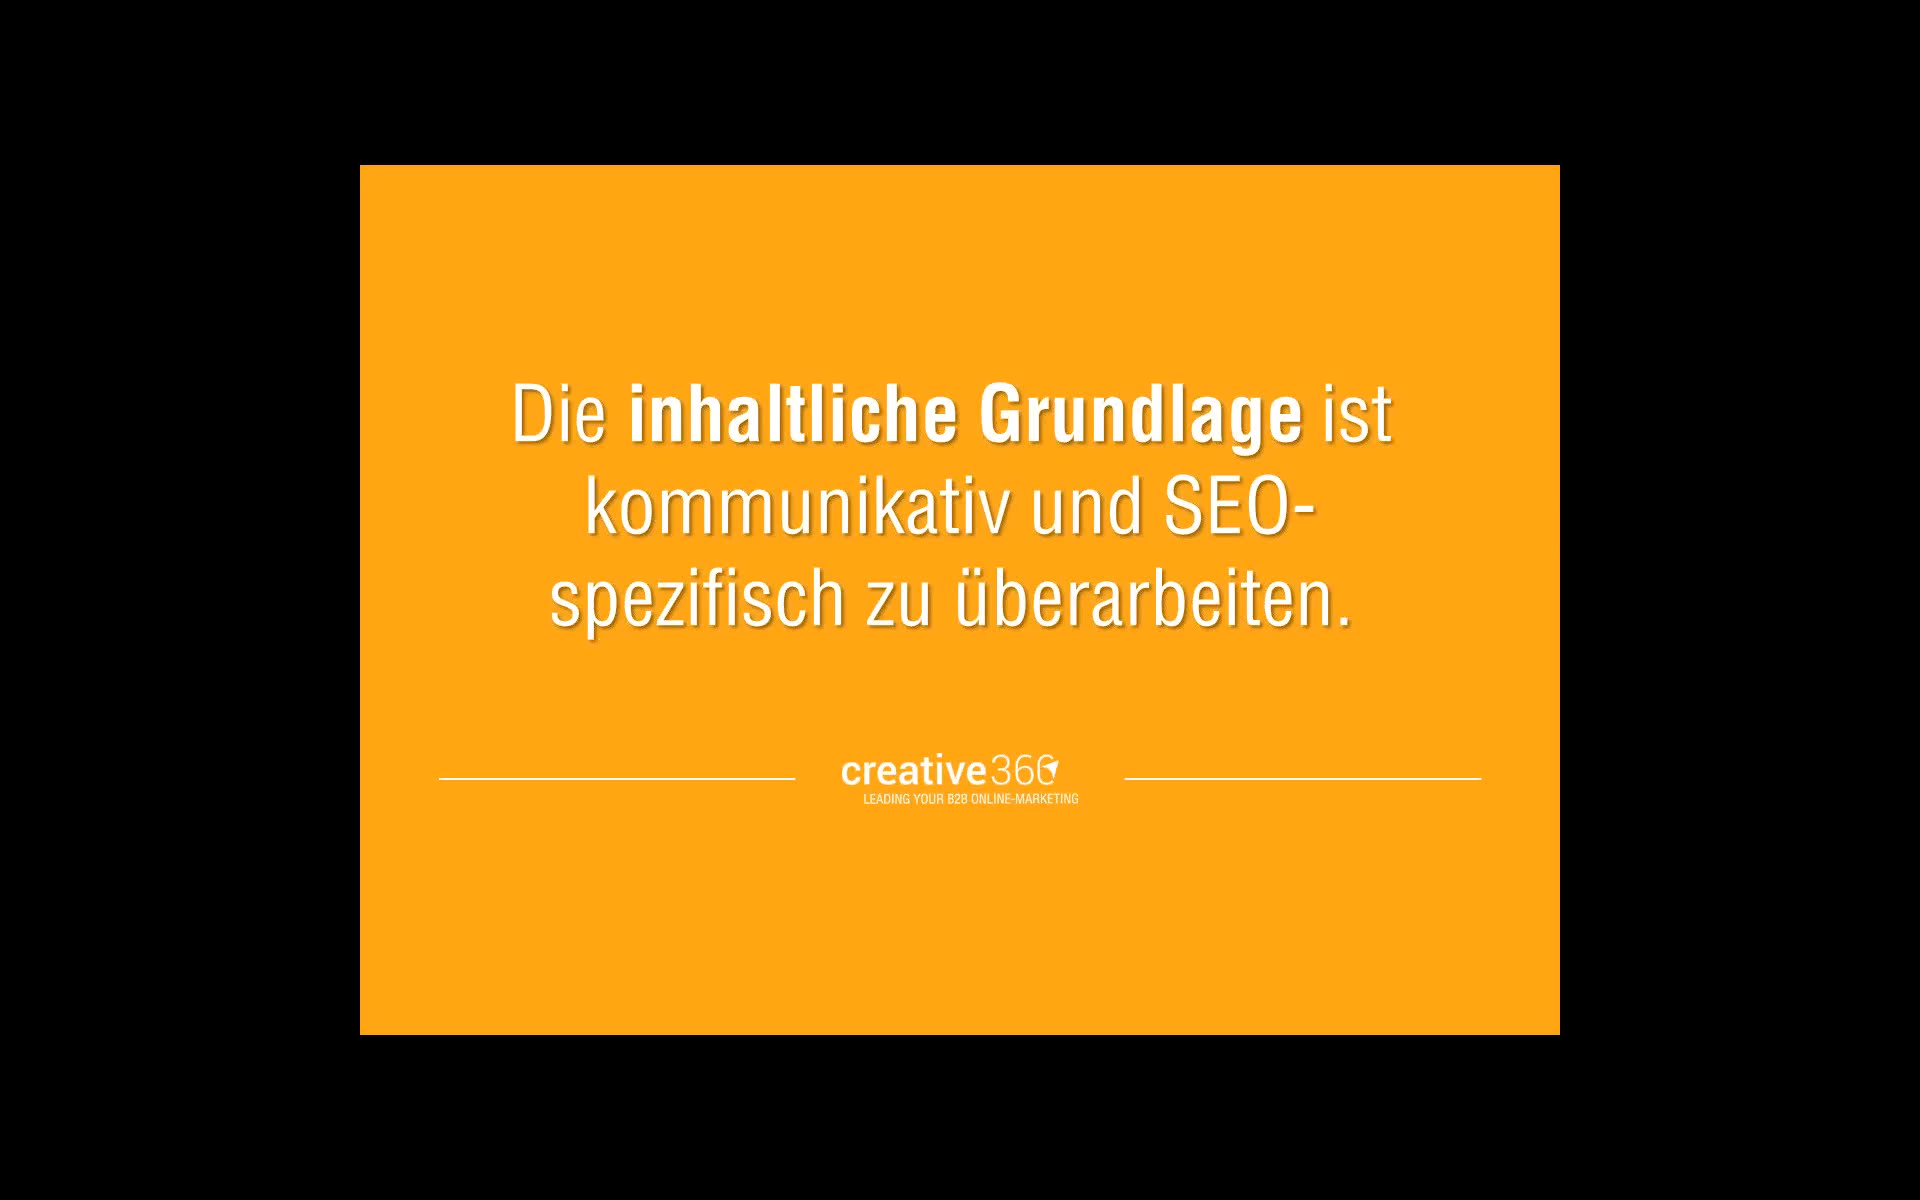 Die inhaltliche Grundlage ist
kommunikativ und SEO-
spezifisch zu überarbeiten.
creative360
LEADING YOUR B2B ONLINE-MARKETING